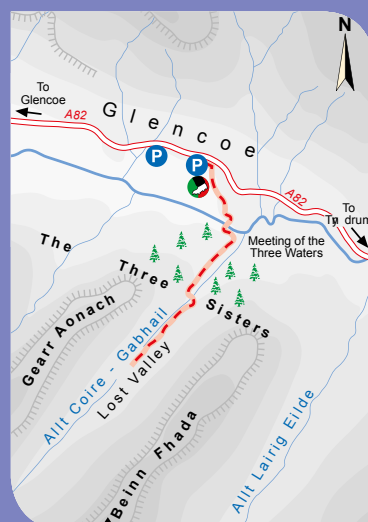 N
To
Glencoe
A82
Glencoe
P
P
A82
To
Tyndrum
Meeting of the
Three Waters
The Three Sisters
Gearr Aonach
Allt Coire - Gabhail
Lost Valley
Beinn Fhada
Allt Lairig Eilde